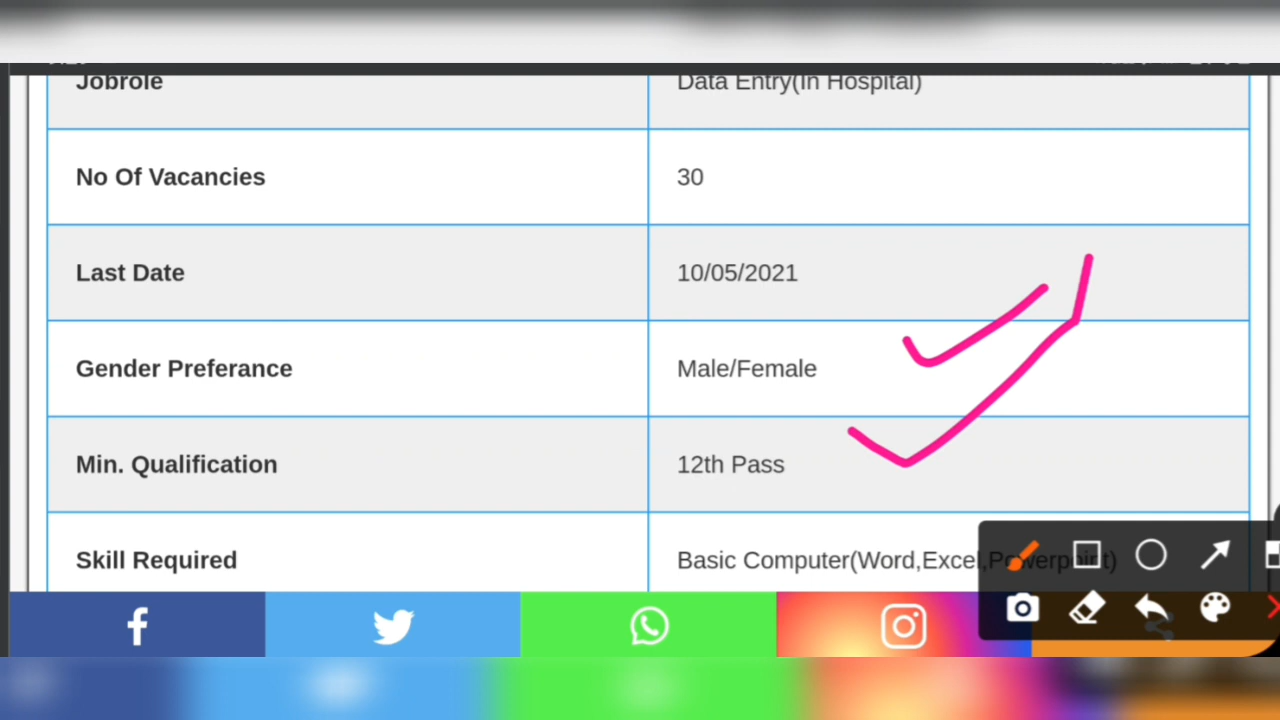 Jobrole Data Entry(In Hospital)
No Of Vacancies 30
Last Date 10/05/2021
Gender Preferance Male/Female
Min. Qualification 12th Pass
Skill Required Basic Computer(Word,Excel,Powerpoint)